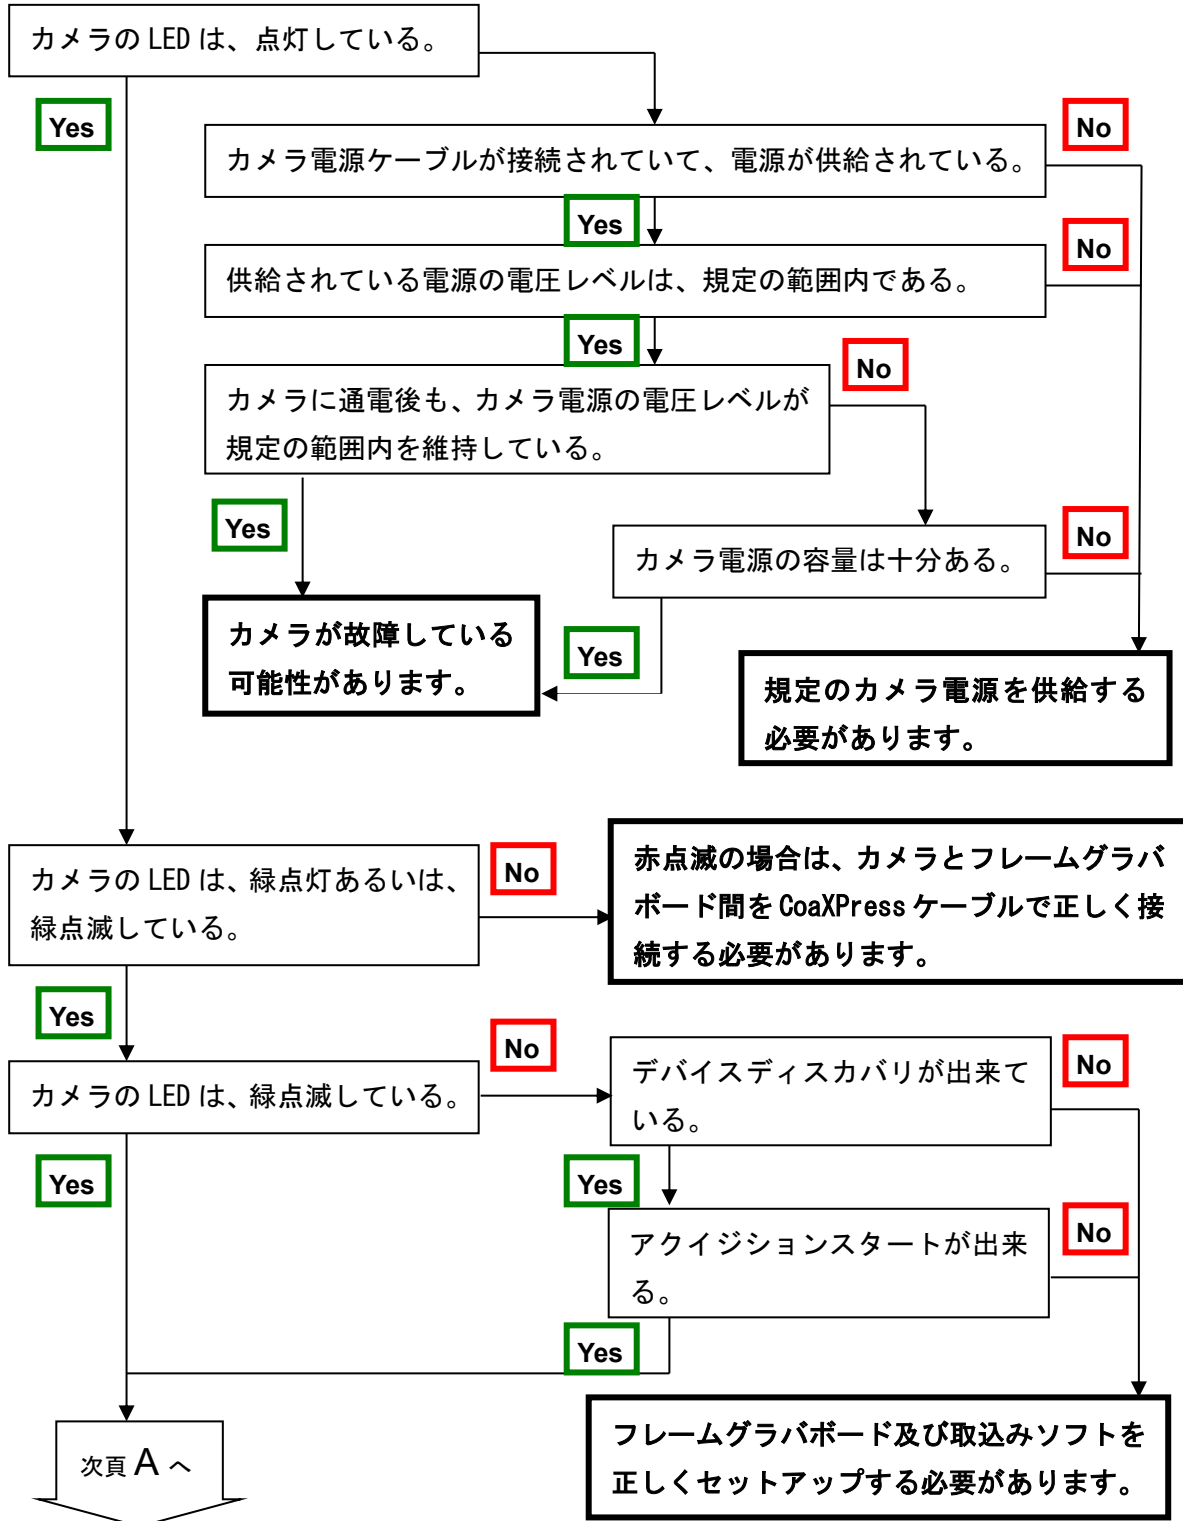 カメラの LED は、点灯している。
Yes
No
カメラ電源ケーブルが接続されていて、電源が供給されている。
Yes
No
供給されている電源の電圧レベルは、規定の範囲内である。
Yes
No
カメラに通電後も、カメラ電源の電圧レベルが
規定の範囲内を維持している。
Yes
No
カメラ電源の容量は十分ある。
カメラが故障している
可能性があります。
Yes
規定のカメラ電源を供給する
必要があります。
カメラの LED は、緑点灯あるいは、
緑点滅している。
No
赤点滅の場合は、カメラとフレームグラバ
ボード間を CoaXPress ケーブルで正しく接
続する必要があります。
Yes
No
カメラの LED は、緑点滅している。
デバイスディスカバリが出来て
いる。
No
Yes
Yes
アクイジションスタートが出来
る。
No
Yes
次頁 A へ
フレームグラバボード及び取込みソフトを
正しくセットアップする必要があります。